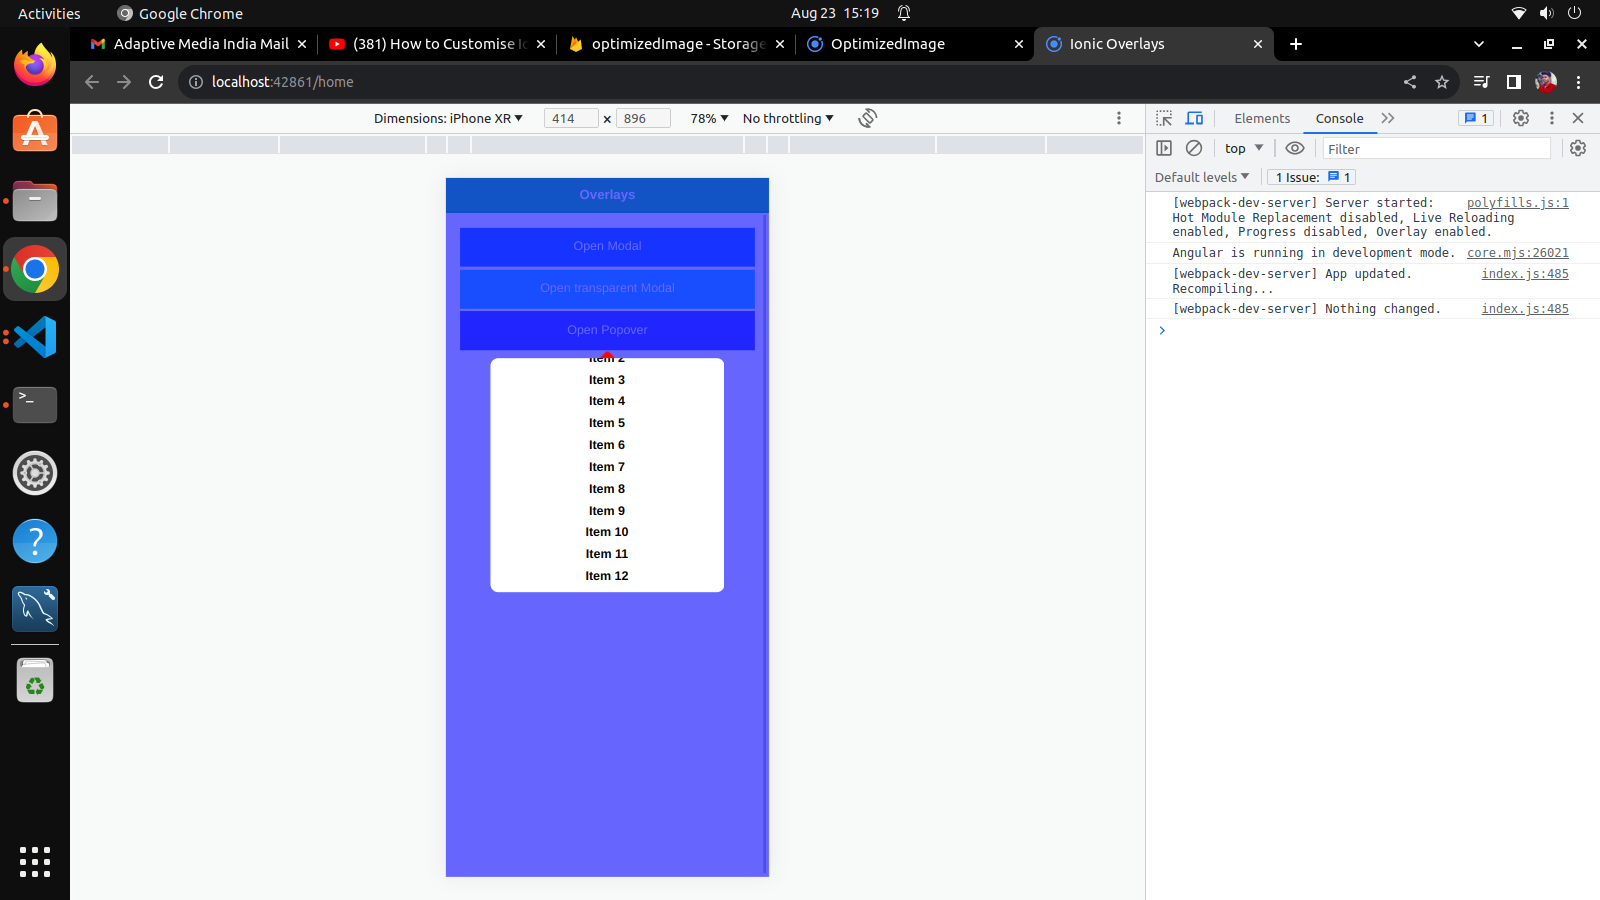 Activities
Google Chrome
Aug 23 15:19
Adaptive Media India Mail
(381) How to Customise Ic
optimizedImage - Storage
OptimizedImage
Ionic Overlays
localhost:42861/home
Dimensions: iPhone XR
414 × 896
78%
No throttling
Elements
Console
1
top
Filter
Default levels
1 Issue: 1
[webpack-dev-server] Server started: polyfills.js:1
Hot Module Replacement disabled, Live Reloading
enabled, Progress disabled, Overlay enabled.
Angular is running in development mode. core.mjs:26021
[webpack-dev-server] App updated. index.js:485
Recompiling...
[webpack-dev-server] Nothing changed. index.js:485
Overlays
Open Modal
Open transparent Modal
Open Popover
Item 2
Item 3
Item 4
Item 5
Item 6
Item 7
Item 8
Item 9
Item 10
Item 11
Item 12